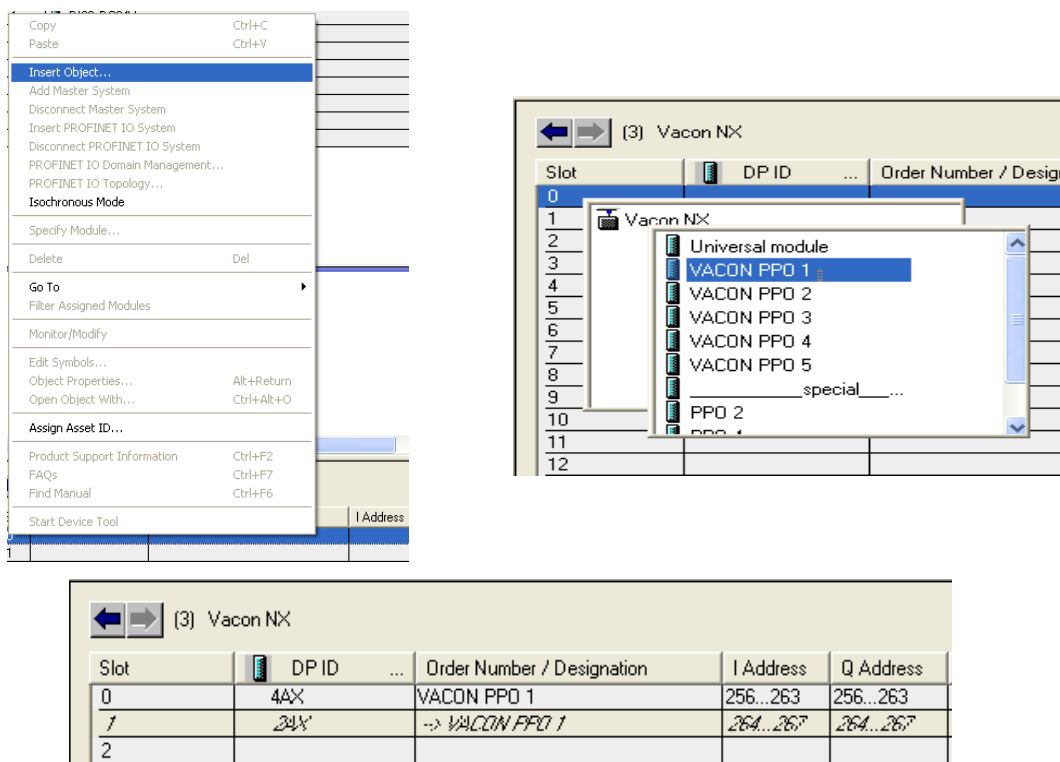 Copy Ctrl+C
Paste Ctrl+V
Insert Object...
Add Master System
Disconnect Master System
Insert PROFINET IO System
Disconnect PROFINET IO System
PROFINET IO Domain Management...
PROFINET IO Topology...
Isochronous Mode
Specify Module...
Delete Del
Go To
Filter Assigned Modules
Monitor/Modify
Edit Symbols...
Object Properties... Alt+Return
Open Object With... Ctrl+Alt+O
Assign Asset ID...
Product Support Information Ctrl+F2
FAQs Ctrl+F7
Find Manual Ctrl+F6
Start Device Tool
I Address
1
(3) Vacon NX
Slot DP ID ... Order Number / Desig
0
1
2
3
4
5
6
7
8
9
10
11
12
Vacon NX
Universal module
VACON PPO 1
VACON PPO 2
VACON PPO 3
VACON PPO 4
VACON PPO 5
____________special___...
PPO 2
(3) Vacon NX
Slot DP ID ... Order Number / Designation I Address Q Address
0 4AX VACON PPO 1 256...263 256...263
1 2AX --> VACON PPO 1 264...267 264...267
2